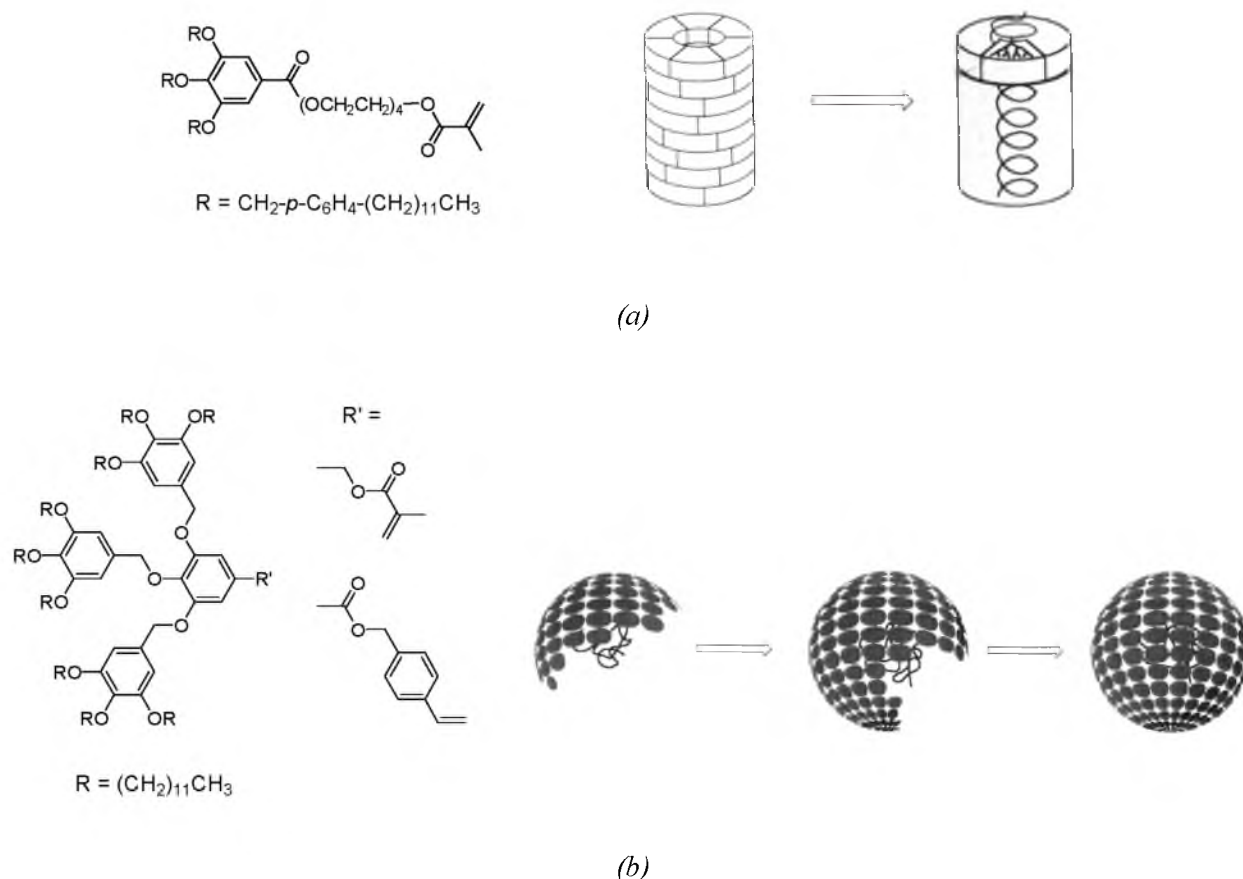 RO
O
RO
O(OCH2CH2)4–O
RO
O
R = CH2-p-C6H4-(CH2)11CH3
(a)
RO OR
R' =
RO
O
O
RO
O
RO
O
R'
RO
O
O
O
RO
RO
RO OR
R = (CH2)11CH3
(b)